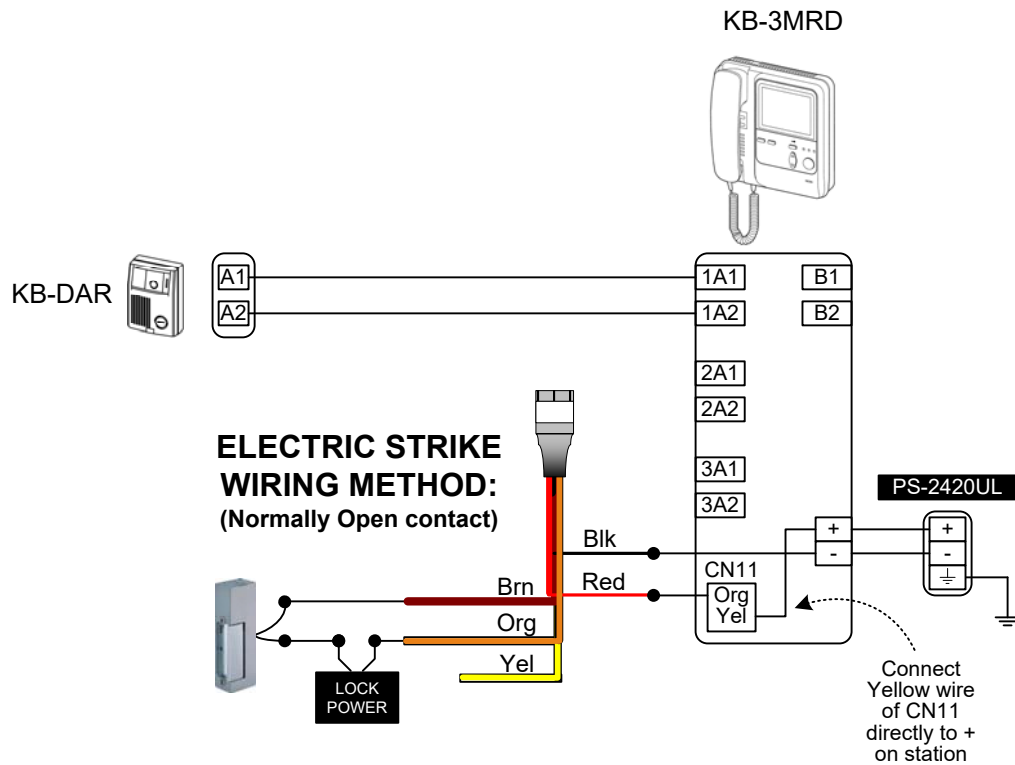 KB-3MRD
KB-DAR
A1
A2
1A1
1A2
B1
B2
2A1
2A2
3A1
3A2
ELECTRIC STRIKE
WIRING METHOD:
(Normally Open contact)
PS-2420UL
+
-
+
-
Blk
Red
CN11
Org
Yel
Brn
Org
Yel
LOCK
POWER
Connect
Yellow wire
of CN11
directly to +
on station